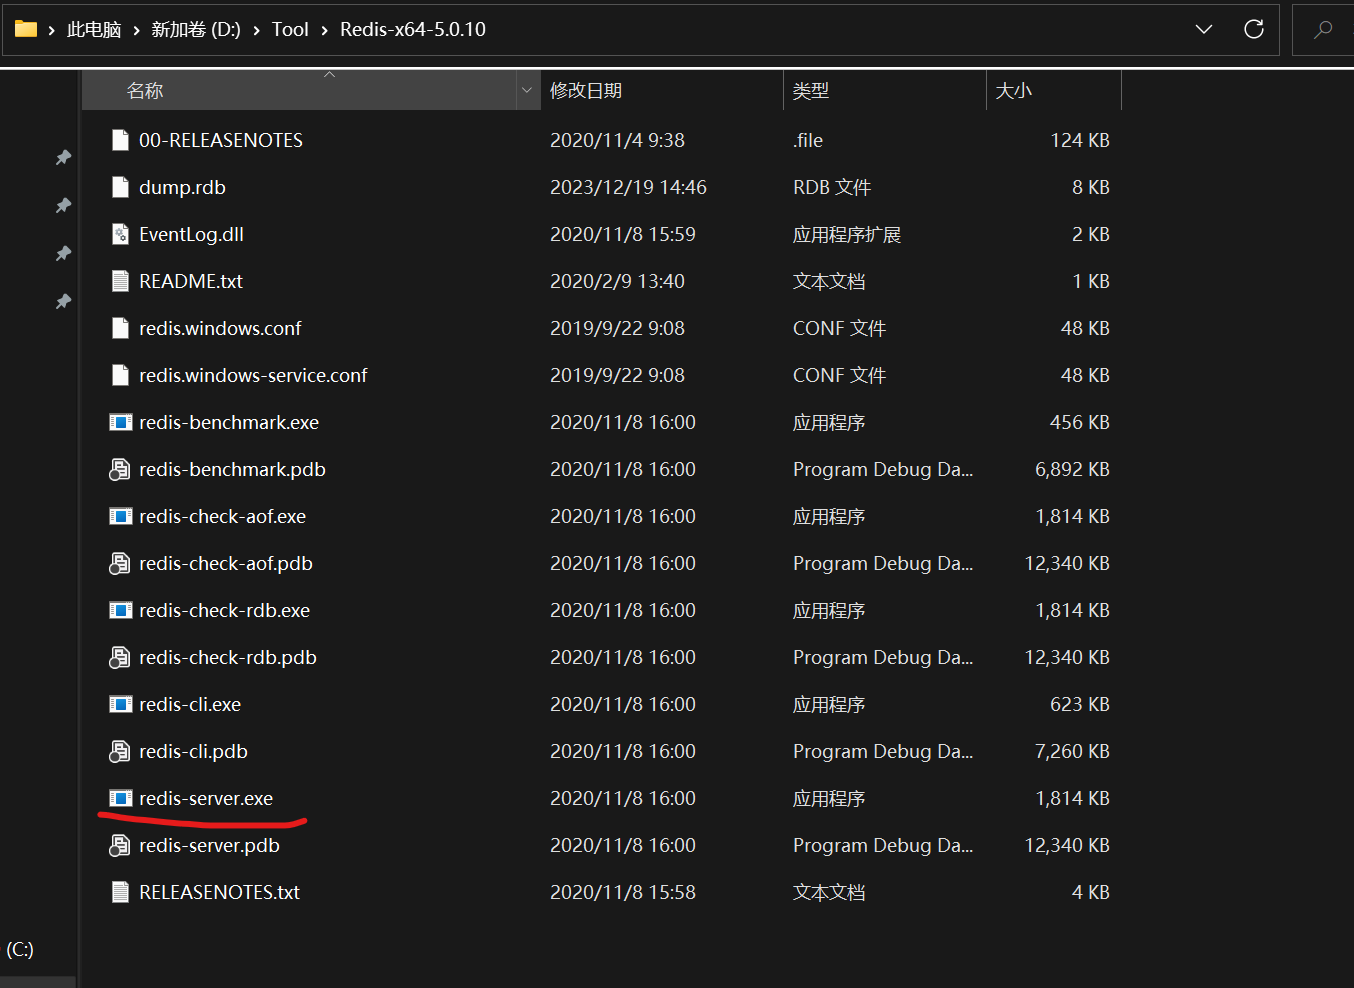 此电脑 > 新加卷 (D:) > Tool > Redis-x64-5.0.10
名称 修改日期 类型 大小
00-RELEASENOTES 2020/11/4 9:38 .file 124 KB
dump.rdb 2023/12/19 14:46 RDB 文件 8 KB
EventLog.dll 2020/11/8 15:59 应用程序扩展 2 KB
README.txt 2020/2/9 13:40 文本文档 1 KB
redis.windows.conf 2019/9/22 9:08 CONF 文件 48 KB
redis.windows-service.conf 2019/9/22 9:08 CONF 文件 48 KB
redis-benchmark.exe 2020/11/8 16:00 应用程序 456 KB
redis-benchmark.pdb 2020/11/8 16:00 Program Debug Da... 6,892 KB
redis-check-aof.exe 2020/11/8 16:00 应用程序 1,814 KB
redis-check-aof.pdb 2020/11/8 16:00 Program Debug Da... 12,340 KB
redis-check-rdb.exe 2020/11/8 16:00 应用程序 1,814 KB
redis-check-rdb.pdb 2020/11/8 16:00 Program Debug Da... 12,340 KB
redis-cli.exe 2020/11/8 16:00 应用程序 623 KB
redis-cli.pdb 2020/11/8 16:00 Program Debug Da... 7,260 KB
redis-server.exe 2020/11/8 16:00 应用程序 1,814 KB
redis-server.pdb 2020/11/8 16:00 Program Debug Da... 12,340 KB
RELEASENOTES.txt 2020/11/8 15:58 文本文档 4 KB
(C:)